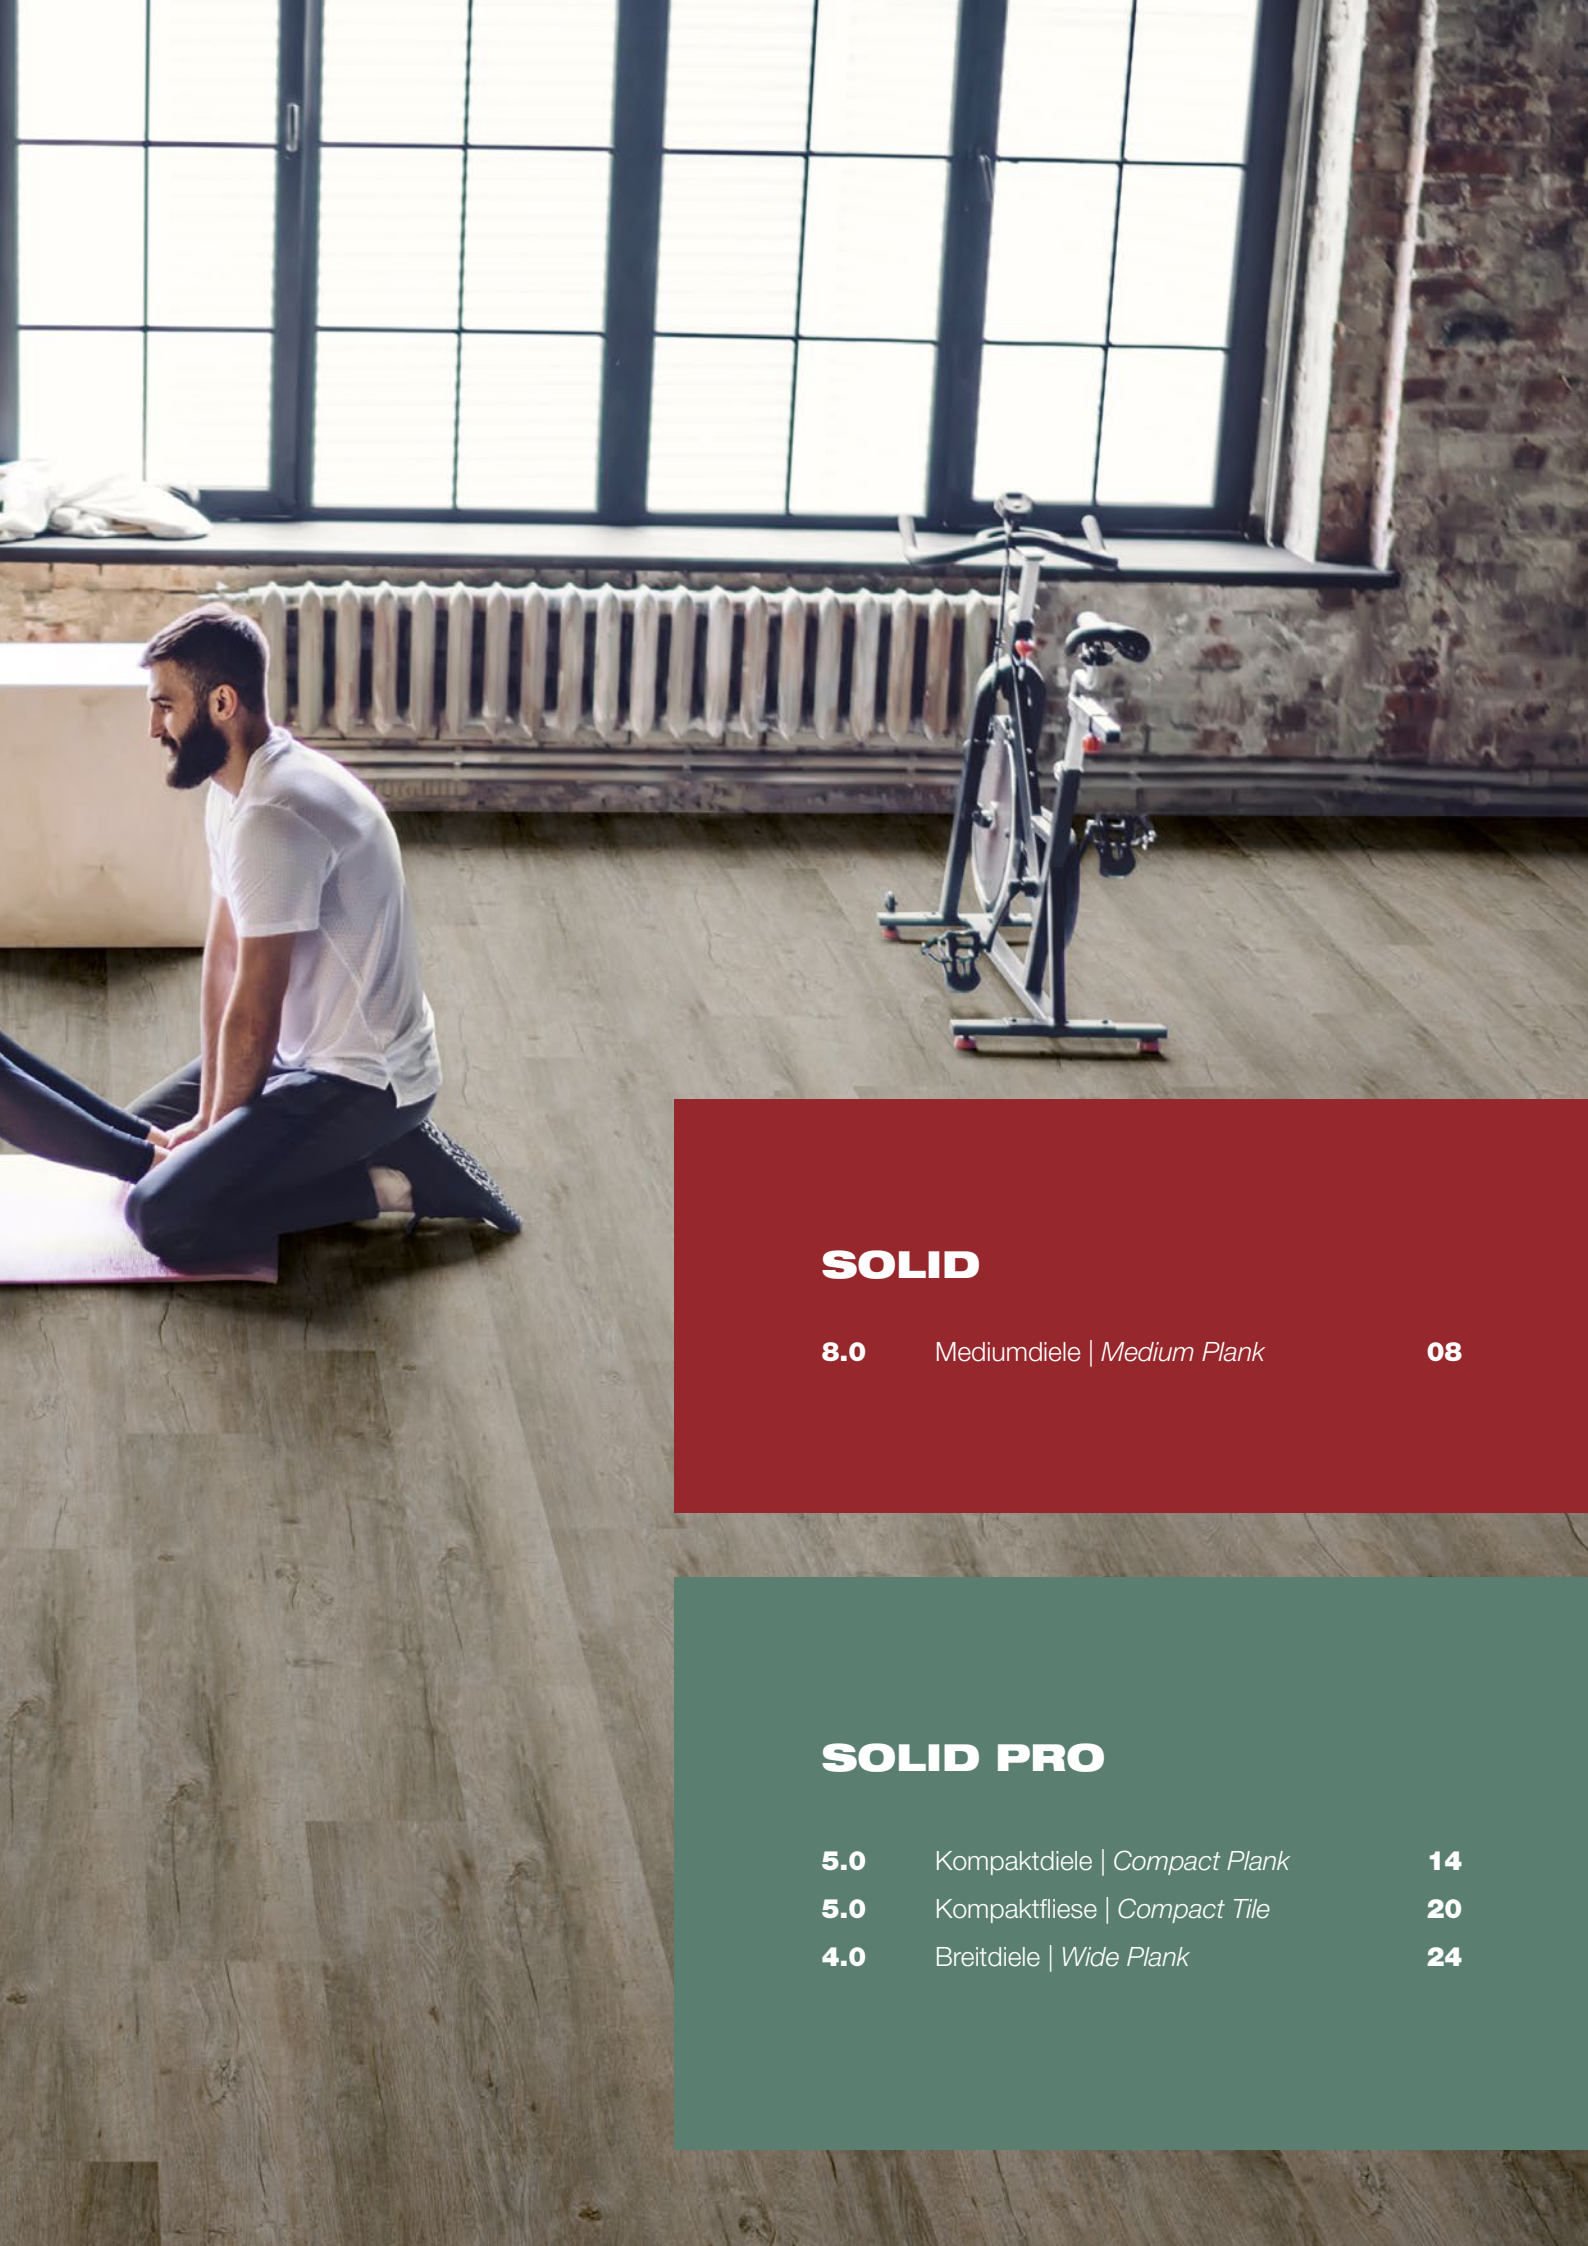 SOLID
8.0 Mediumdiele | Medium Plank 08
SOLID PRO
5.0 Kompaktdiele | Compact Plank 14
5.0 Kompaktfliese | Compact Tile 20
4.0 Breitdiele | Wide Plank 24